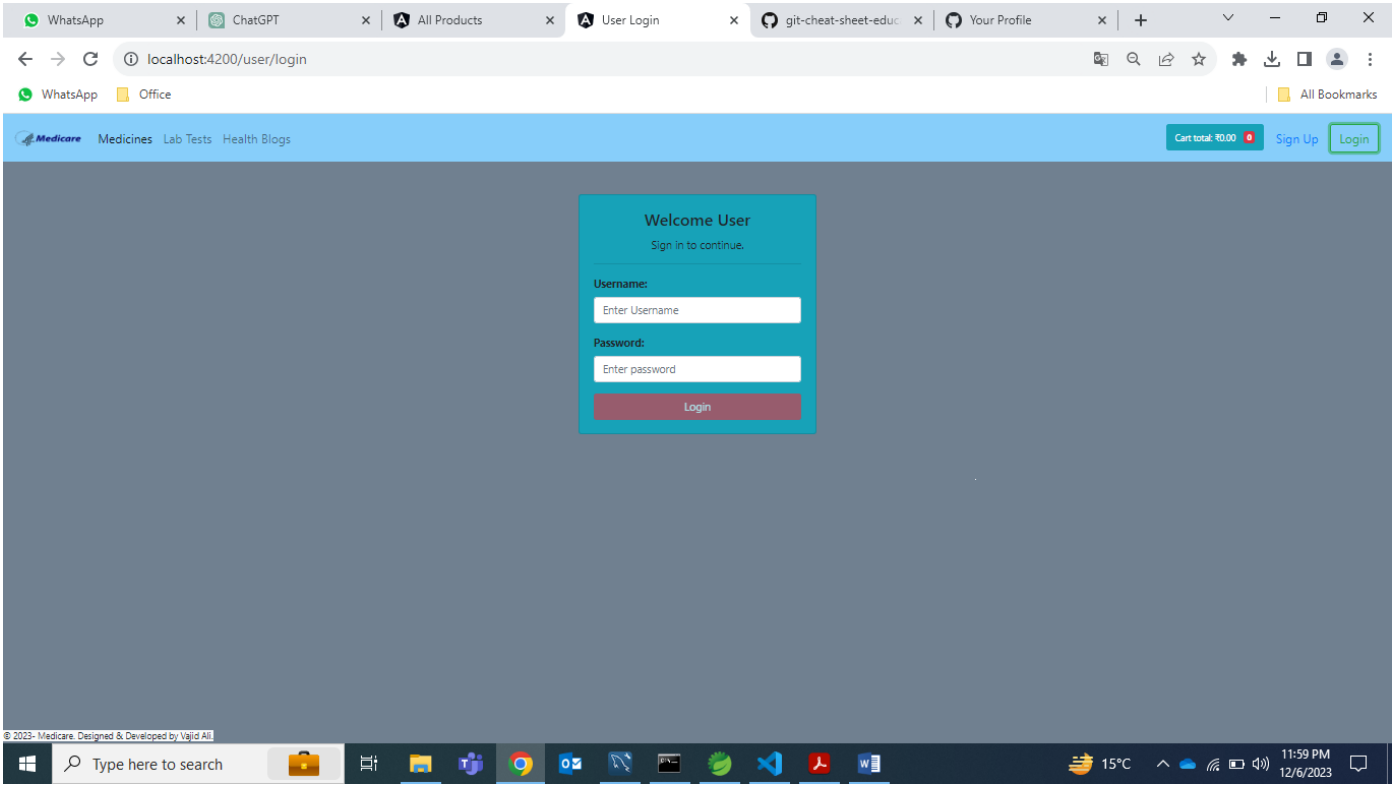 WhatsApp ChatGPT All Products User Login git-cheat-sheet-educ Your Profile
localhost:4200/user/login
WhatsApp Office All Bookmarks
Medicare Medicines Lab Tests Health Blogs Cart total: ₹0.00 0 Sign Up Login
Welcome User
Sign in to continue.
Username:
Enter Username
Password:
Enter password
Login
© 2023- Medicare. Designed & Developed by Vajid Ali.
Type here to search 15°C 11:59 PM
12/6/2023